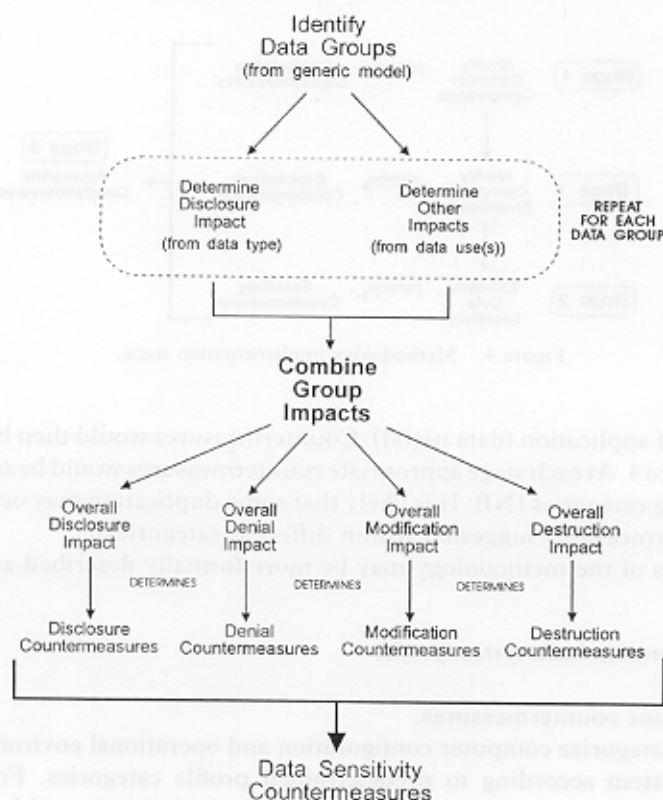 Identify
Data Groups
(from generic model)
Determine
Disclosure
Impact
(from data type)
Determine
Other
Impacts
(from data use(s))
REPEAT
FOR EACH
DATA GROUP
Combine
Group
Impacts
Overall
Disclosure
Impact
Overall
Denial
Impact
Overall
Modification
Impact
Overall
Destruction
Impact
DETERMINES
DETERMINES
DETERMINES
Disclosure
Countermeasures
Denial
Countermeasures
Modification
Countermeasures
Destruction
Countermeasures
Data Sensitivity
Countermeasures